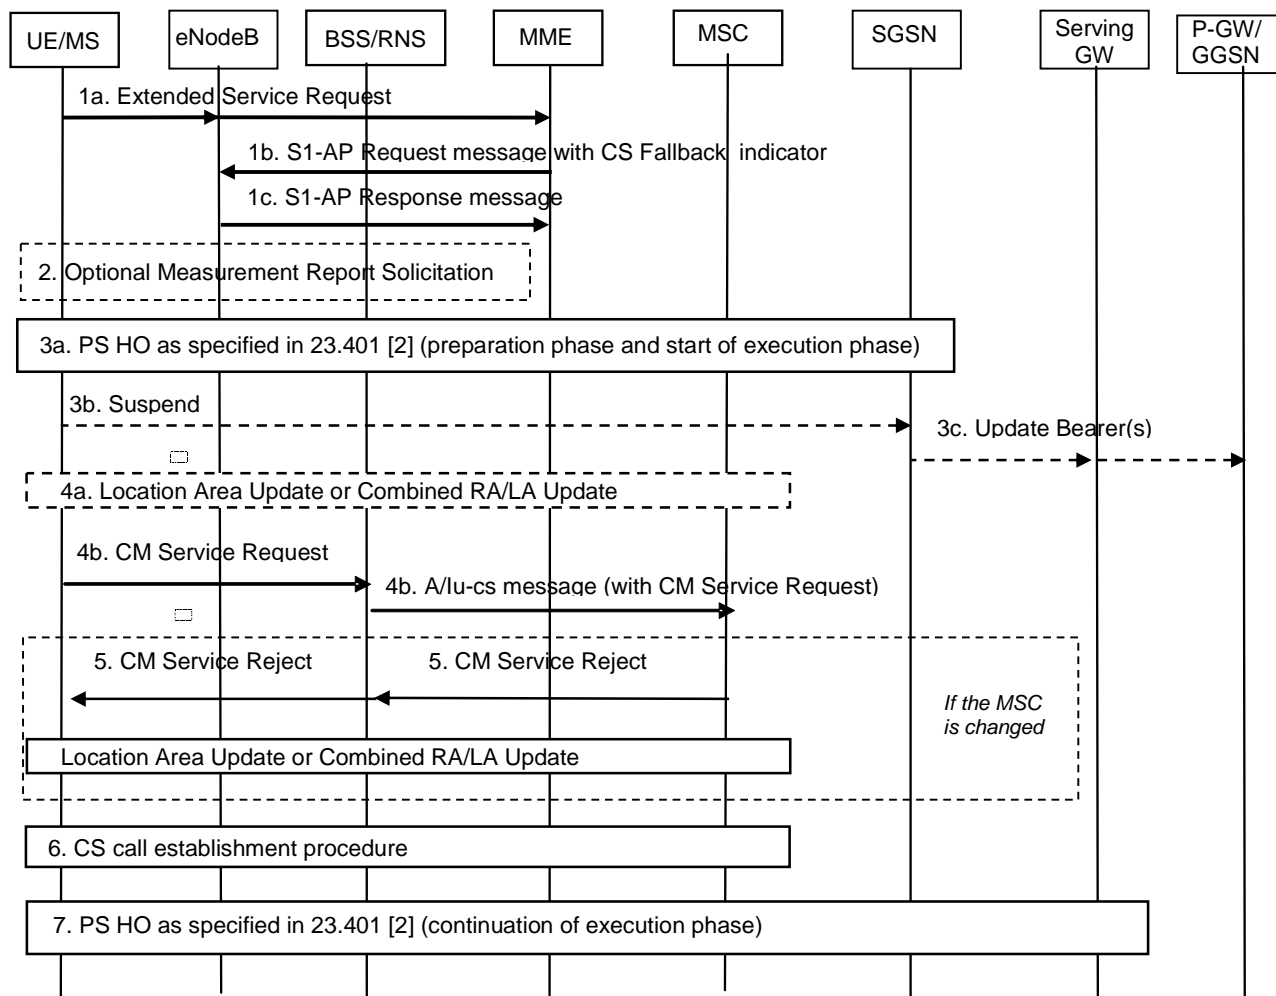 UE/MS
eNodeB
BSS/RNS
MME
MSC
SGSN
Serving
GW
P-GW/
GGSN
1a. Extended Service Request
1b. S1-AP Request message with CS Fallback indicator
1c. S1-AP Response message
2. Optional Measurement Report Solicitation
3a. PS HO as specified in 23.401 [2] (preparation phase and start of execution phase)
3b. Suspend
3c. Update Bearer(s)
4a. Location Area Update or Combined RA/LA Update
4b. CM Service Request
4b. A/Iu-cs message (with CM Service Request)
5. CM Service Reject
5. CM Service Reject
If the MSC
is changed
Location Area Update or Combined RA/LA Update
6. CS call establishment procedure
7. PS HO as specified in 23.401 [2] (continuation of execution phase)